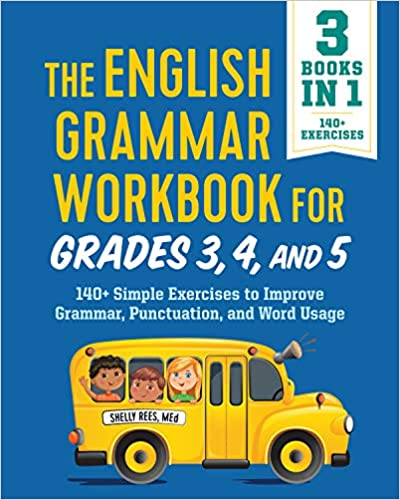 3
BOOKS
IN 1
140+
EXERCISES
THE ENGLISH
GRAMMAR
WORKBOOK FOR
GRADES 3, 4, AND 5
140+ Simple Exercises to Improve
Grammar, Punctuation, and Word Usage
SHELLY REES, MEd